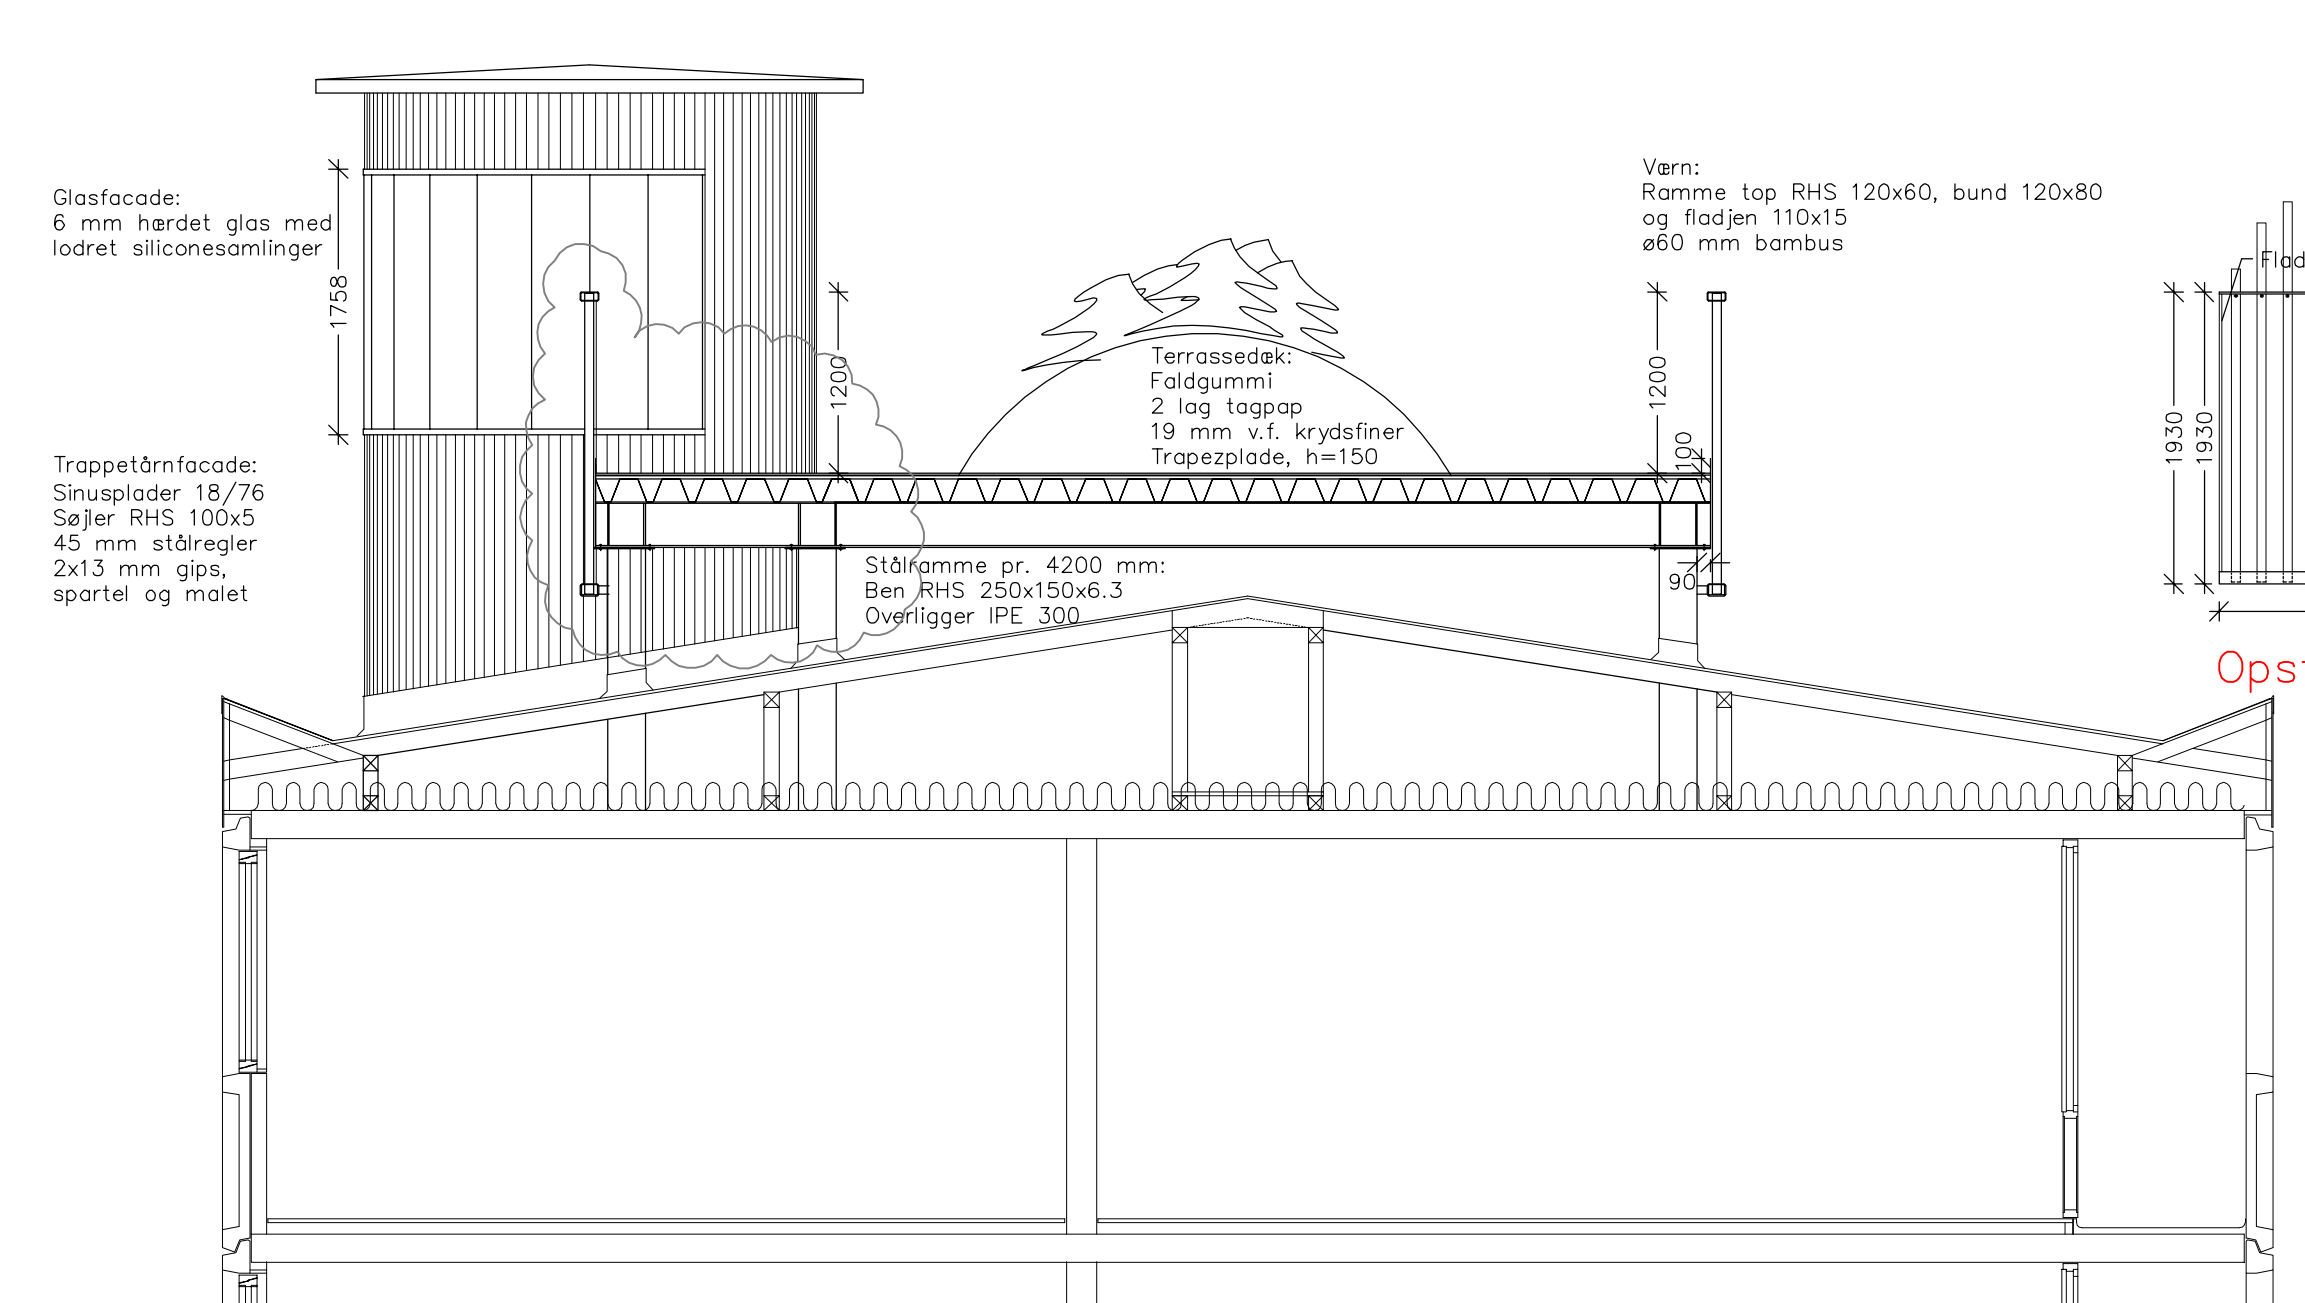 Glasfacade:
6 mm hærdet glas med
lodret siliconesamlinger
1758
Trappetårnfacade:
Sinusplader 18/76
Søjler RHS 100x5
45 mm stålregler
2x13 mm gips,
spartel og malet
1200
Terrassedæk:
Faldgummi
2 lag tagpap
19 mm v.f. krydsfiner
Trapezplade, h=150
Stålramme pr. 4200 mm:
Ben RHS 250x150x6.3
Overligger IPE 300
Værn:
Ramme top RHS 120x60, bund 120x80
og fladjen 110x15
ø60 mm bambus
1200
100
90
1930
1930
Flad
Opst